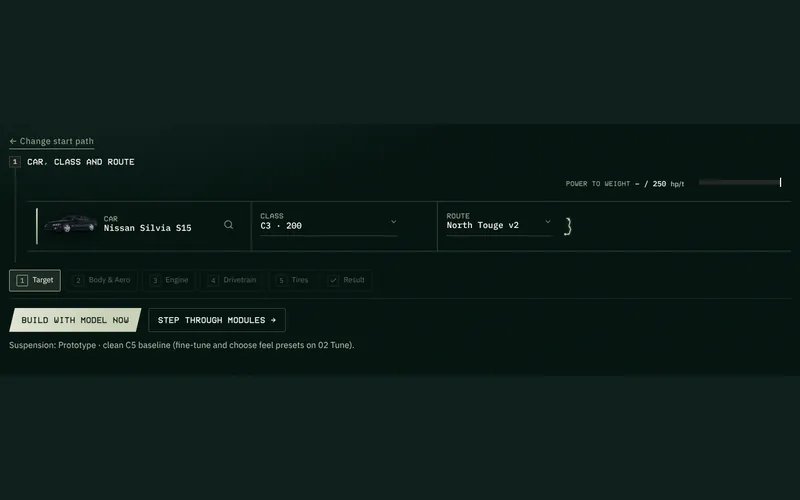 ← Change start path
1 CAR, CLASS AND ROUTE
POWER TO WEIGHT – / 250 hp/t
CAR
Nissan Silvia S15
CLASS
C3 · 200
ROUTE
North Touge v2
1 Target 2 Body & Aero 3 Engine 4 Drivetrain 5 Tires Result
BUILD WITH MODEL NOW STEP THROUGH MODULES →
Suspension: Prototype · clean C5 baseline (fine-tune and choose feel presets on 02 Tune).